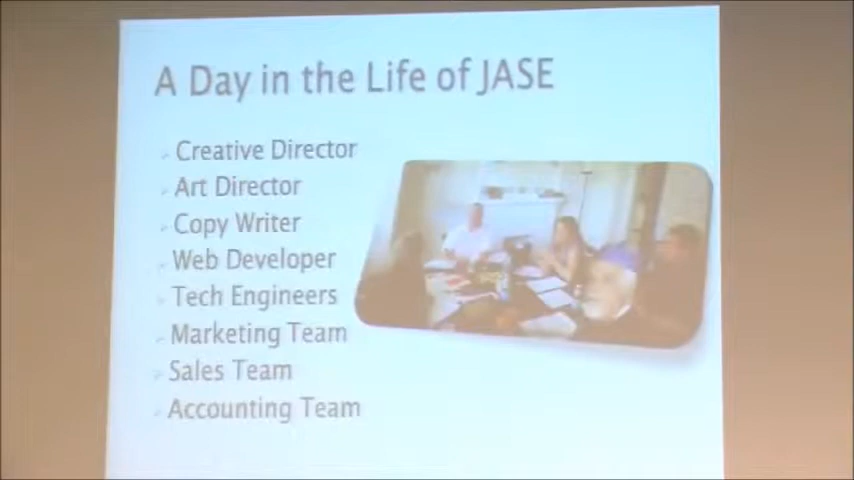 A Day in the Life of JASE
Creative Director
Art Director
Copy Writer
Web Developer
Tech Engineers
Marketing Team
Sales Team
Accounting Team